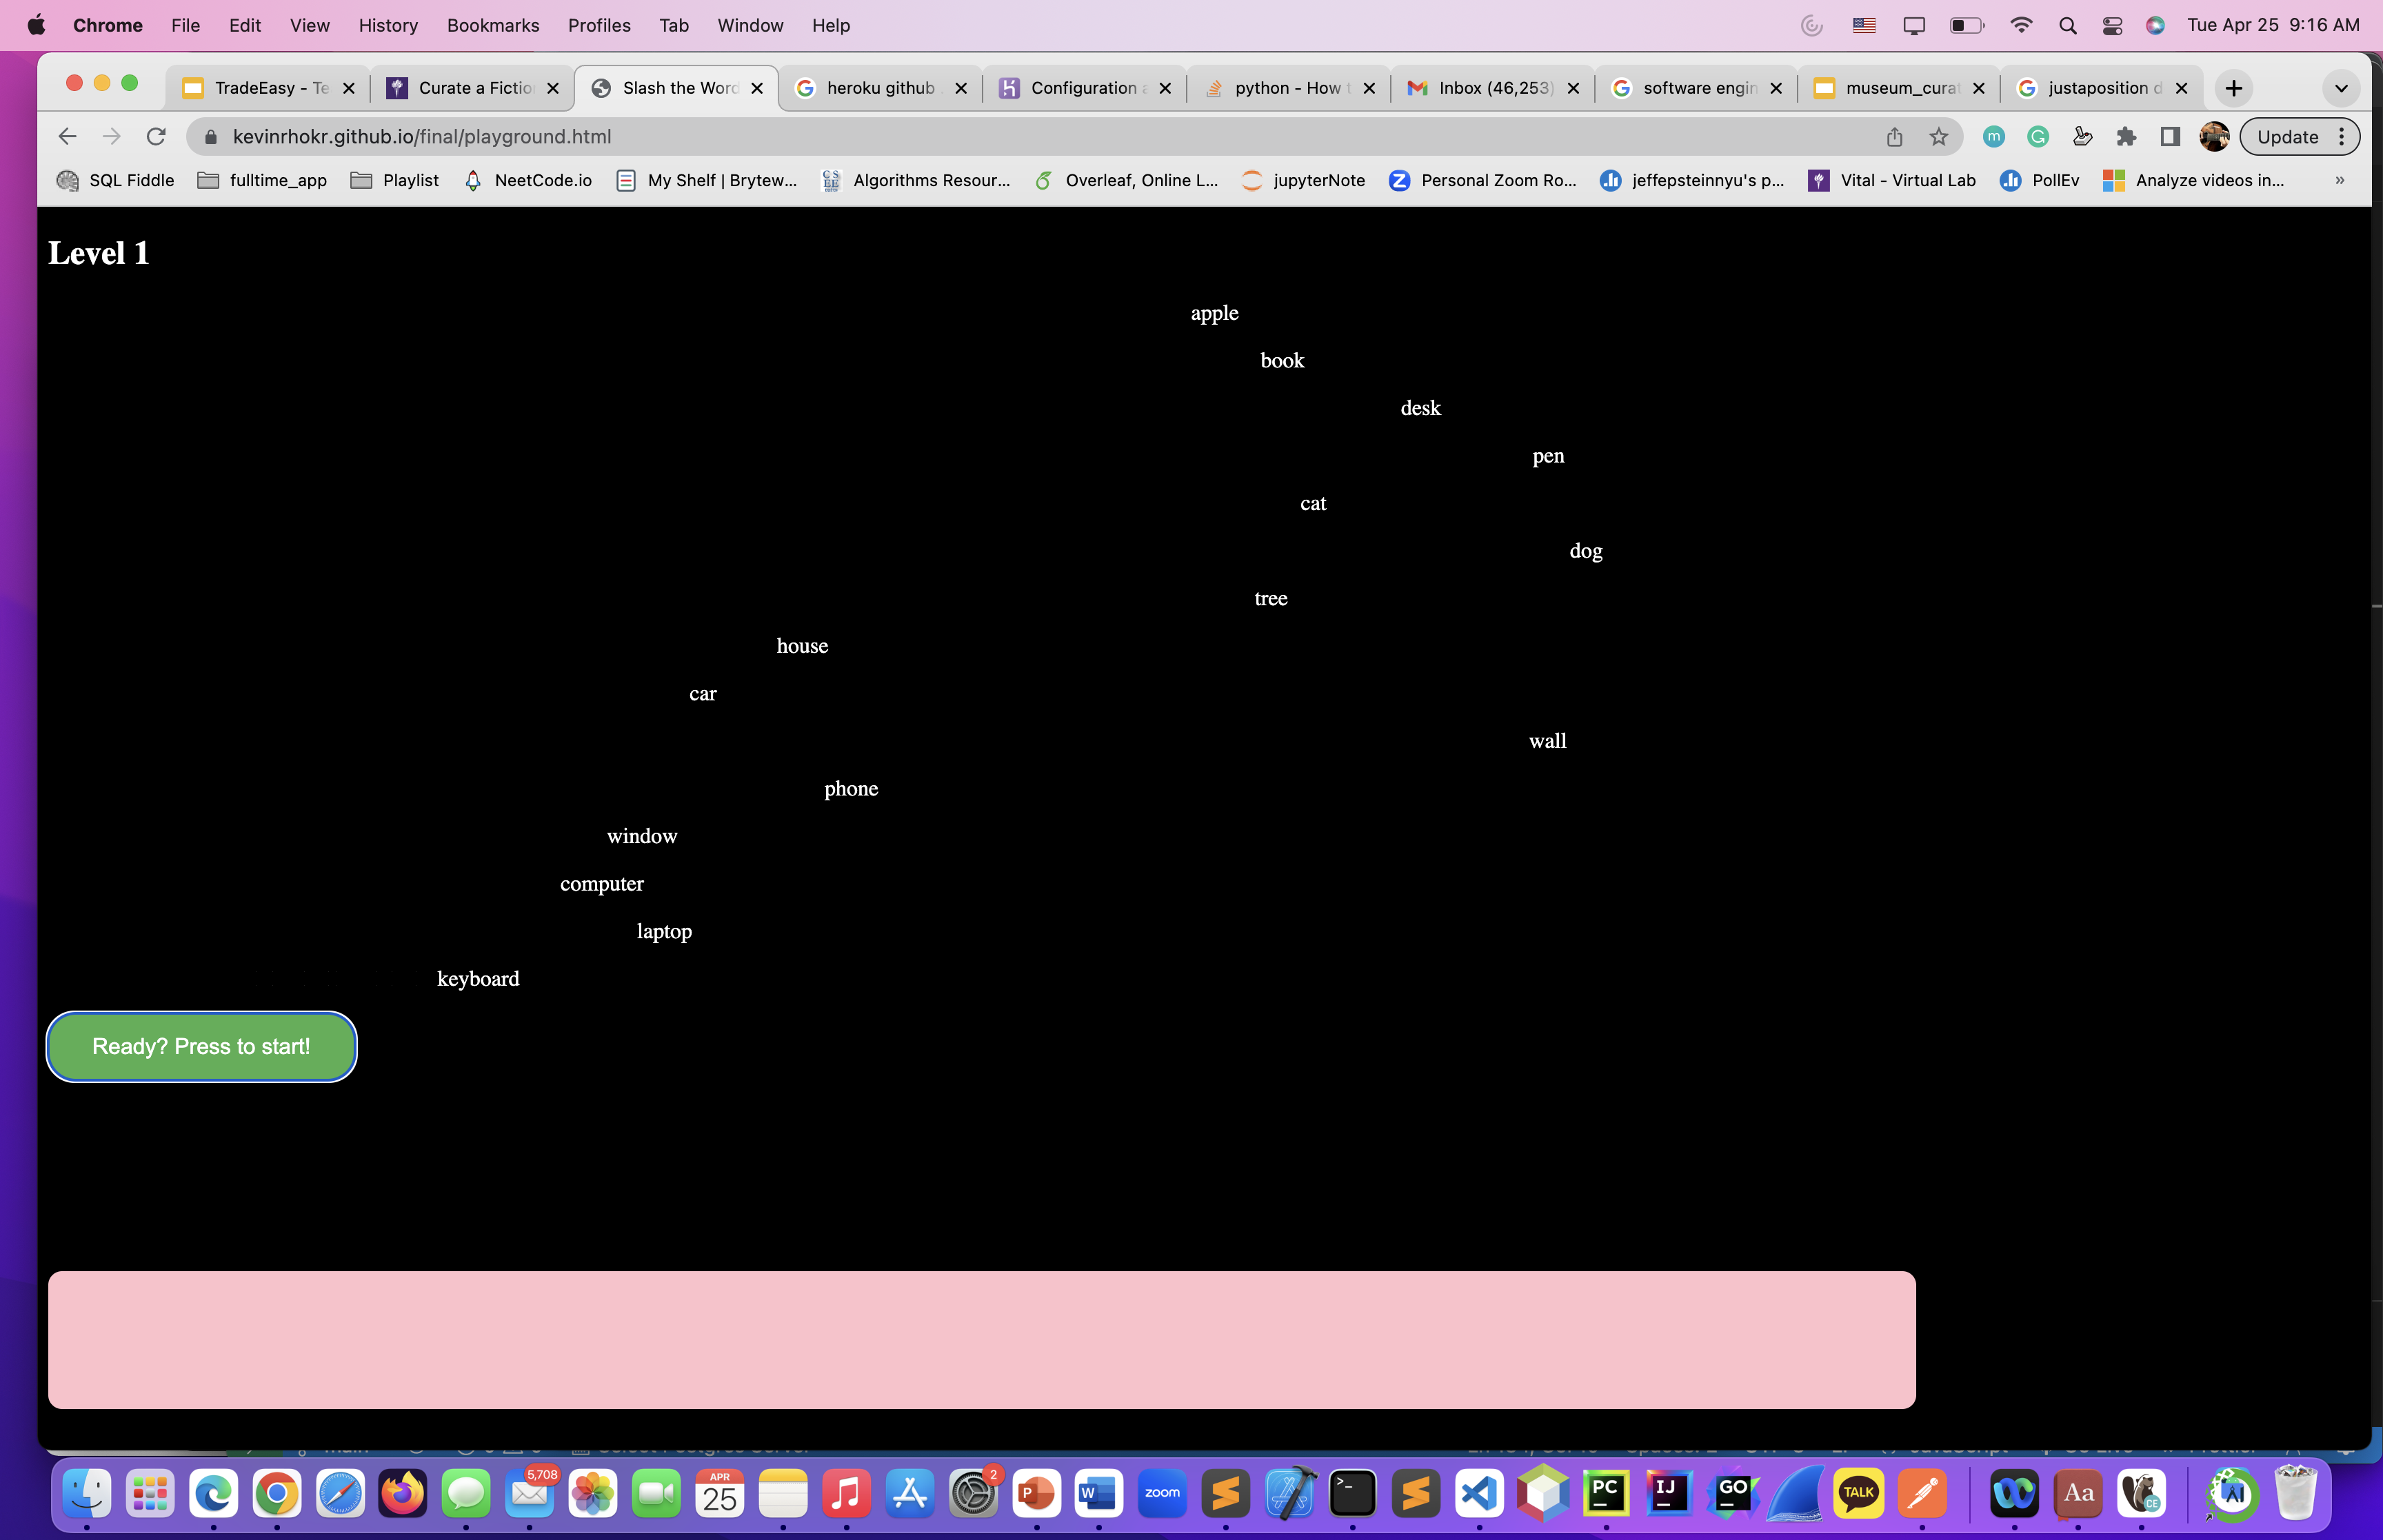 Chrome File Edit View History Bookmarks Profiles Tab Window Help Tue Apr 25 9:16 AM
TradeEasy - Te Curate a Fictio Slash the Word heroku github Configuration a python - How t Inbox (46,253) software engin museum_curat justaposition d
kevinrhokr.github.io/final/playground.html Update
SQL Fiddle fulltime_app Playlist NeetCode.io My Shelf | Brytew... Algorithms Resour... Overleaf, Online L... jupyterNote Personal Zoom Ro... jeffepsteinnyu's p... Vital - Virtual Lab PollEv Analyze videos in... »
Level 1
apple
book
desk
pen
cat
dog
tree
house
car
wall
phone
window
computer
laptop
keyboard
Ready? Press to start!
5,708 APR 25 2 zoom PC IJ GO TALK Aa CE AI